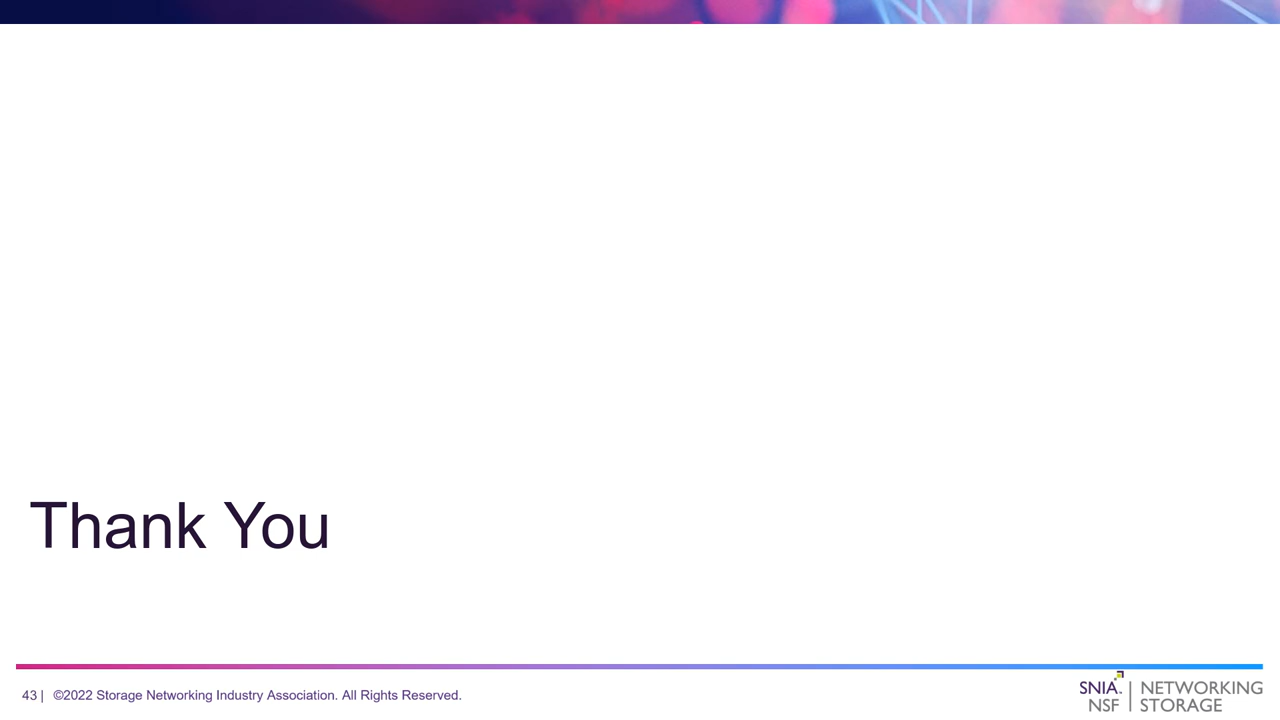 Thank You
43 | ©2022 Storage Networking Industry Association. All Rights Reserved.
SNIA. | NETWORKING
NSF | STORAGE